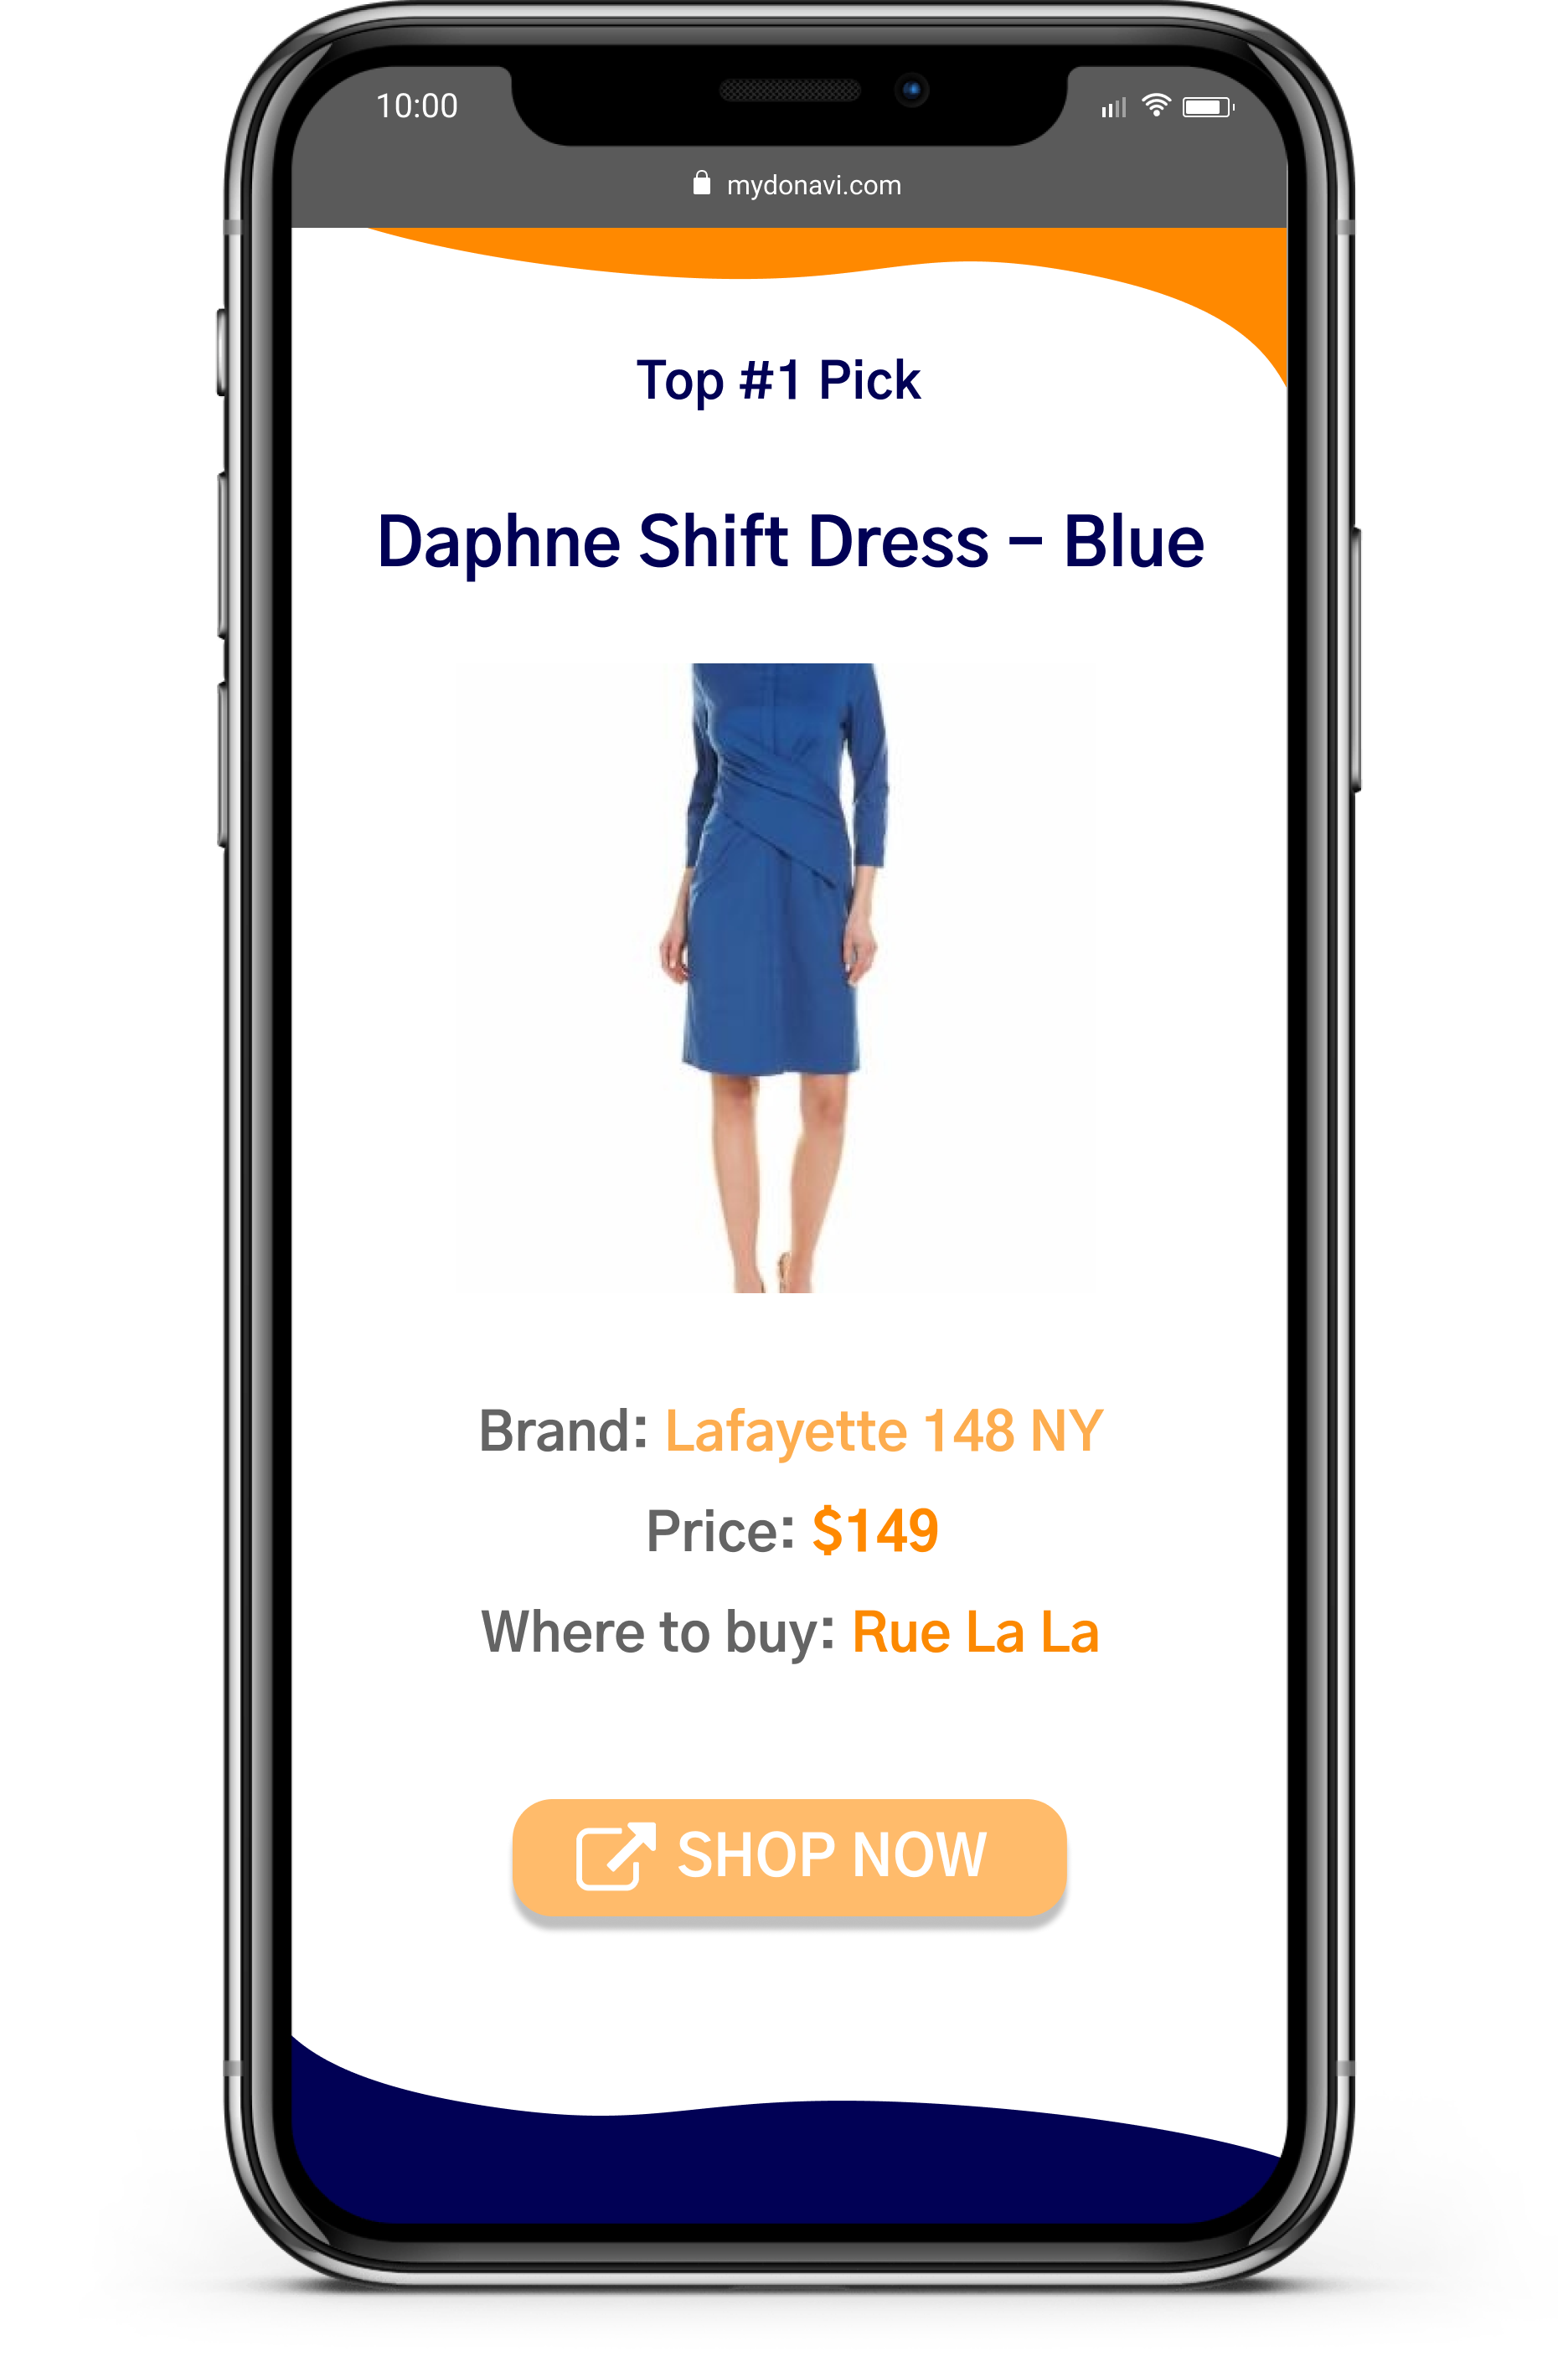 10:00
mydonavi.com
Top #1 Pick
Daphne Shift Dress - Blue
Brand: Lafayette 148 NY
Price: $149
Where to buy: Rue La La
SHOP NOW